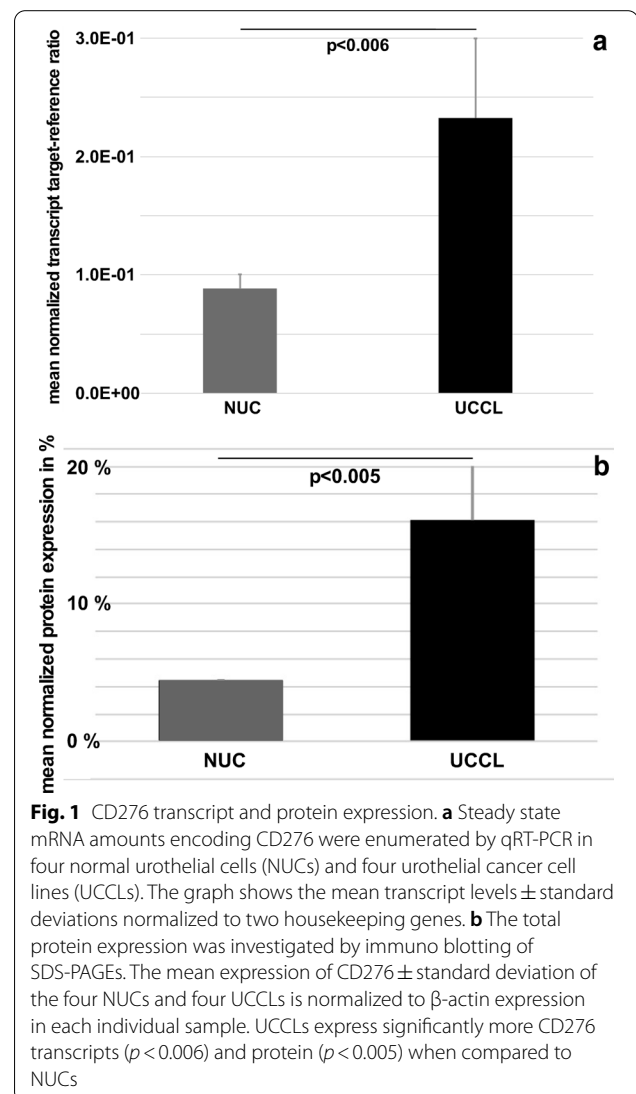 mean normalized transcript target-reference ratio
3.0E-01
p<0.006
a
2.0E-01
1.0E-01
0.0E+00
NUC
UCCL
mean normalized protein expression in %
20 %
p<0.005
b
10 %
0 %
NUC
UCCL
Fig. 1 CD276 transcript and protein expression. a Steady state
mRNA amounts encoding CD276 were enumerated by qRT-PCR in
four normal urothelial cells (NUCs) and four urothelial cancer cell
lines (UCCLs). The graph shows the mean transcript levels ± standard
deviations normalized to two housekeeping genes. b The total
protein expression was investigated by immuno blotting of
SDS-PAGEs. The mean expression of CD276 ± standard deviation of
the four NUCs and four UCCLs is normalized to β-actin expression
in each individual sample. UCCLs express significantly more CD276
transcripts (p < 0.006) and protein (p < 0.005) when compared to
NUCs